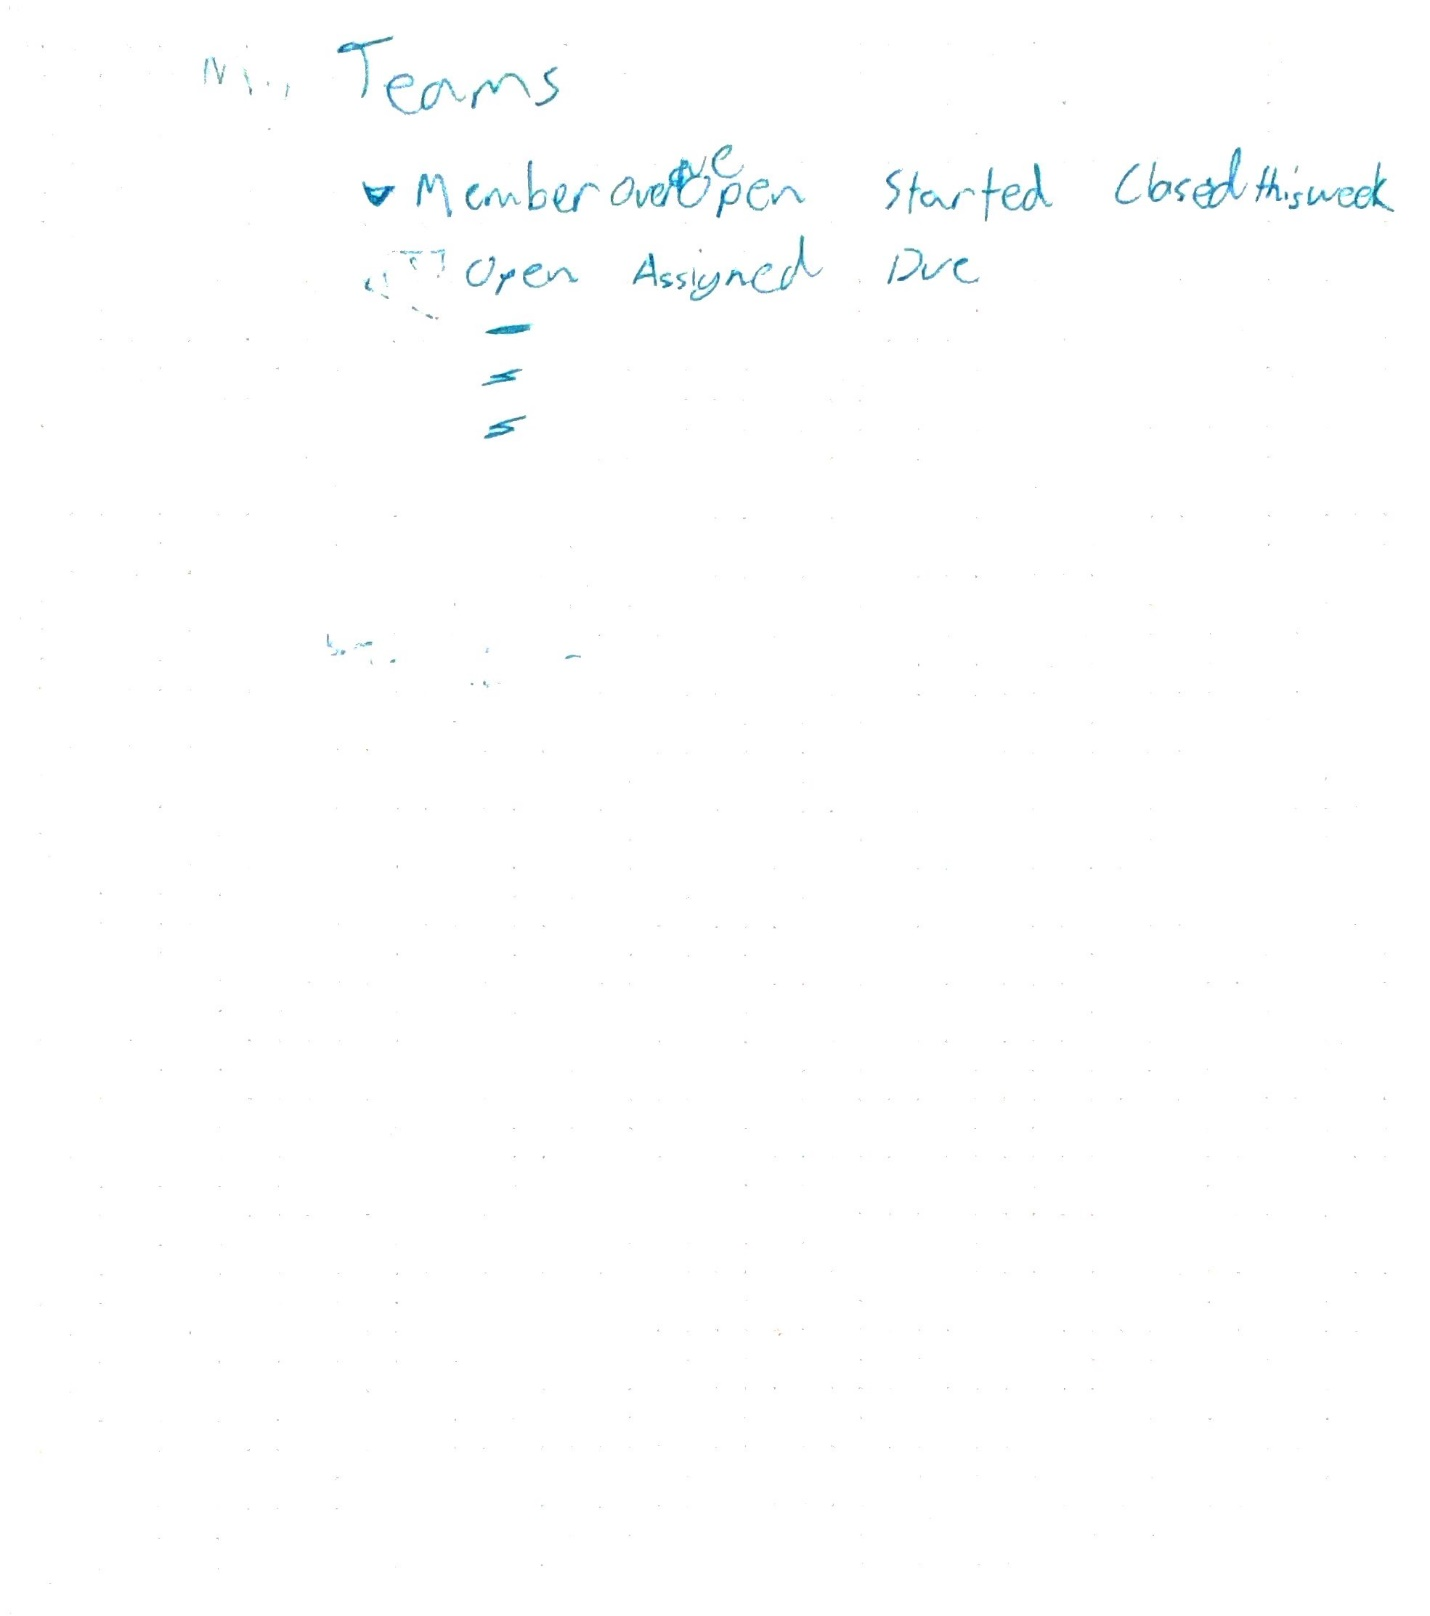 Teams
Member Overdue Open Started Closed this week
Open Assigned Due